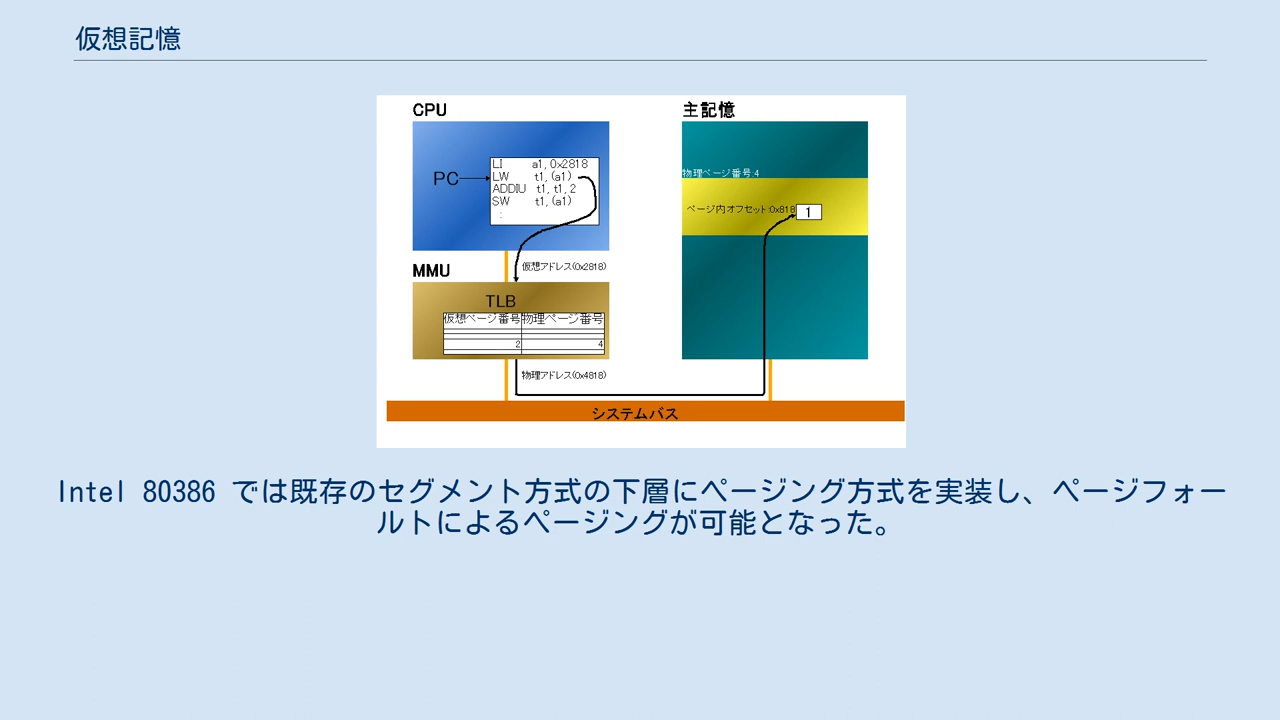 仮想記憶
CPU
PC
LI a1,0x2818
LW t1,(a1)
ADDIU t1,t1,2
SW t1,(a1)
:
仮想アドレス(0x2818)
MMU
TLB
仮想ページ番号 物理ページ番号
2 4
物理アドレス(0x4818)
主記憶
物理ページ番号:4
ページ内オフセット:0x818 1
システムバス
Intel 80386 では既存のセグメント方式の下層にページング方式を実装し、ページフォー
ルトによるページングが可能となった。